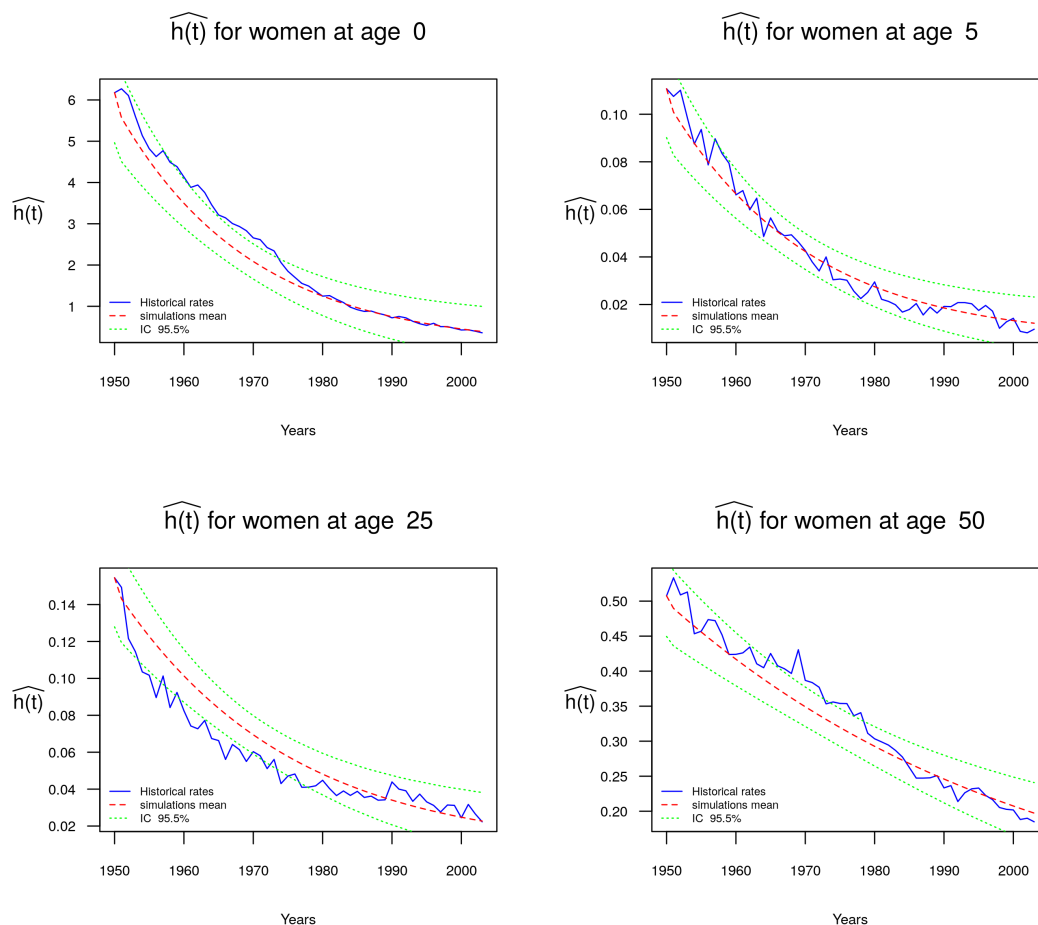 h(t) for women at age 0
6
5
4
3
2
1
h(t)
Historical rates
simulations mean
IC 95.5%
1950 1960 1970 1980 1990 2000
Years
h(t) for women at age 5
0.10
0.08
0.06
0.04
0.02
h(t)
Historical rates
simulations mean
IC 95.5%
1950 1960 1970 1980 1990 2000
Years
h(t) for women at age 25
0.14
0.12
0.10
0.08
0.06
0.04
0.02
h(t)
Historical rates
simulations mean
IC 95.5%
1950 1960 1970 1980 1990 2000
Years
h(t) for women at age 50
0.50
0.45
0.40
0.35
0.30
0.25
0.20
h(t)
Historical rates
simulations mean
IC 95.5%
1950 1960 1970 1980 1990 2000
Years